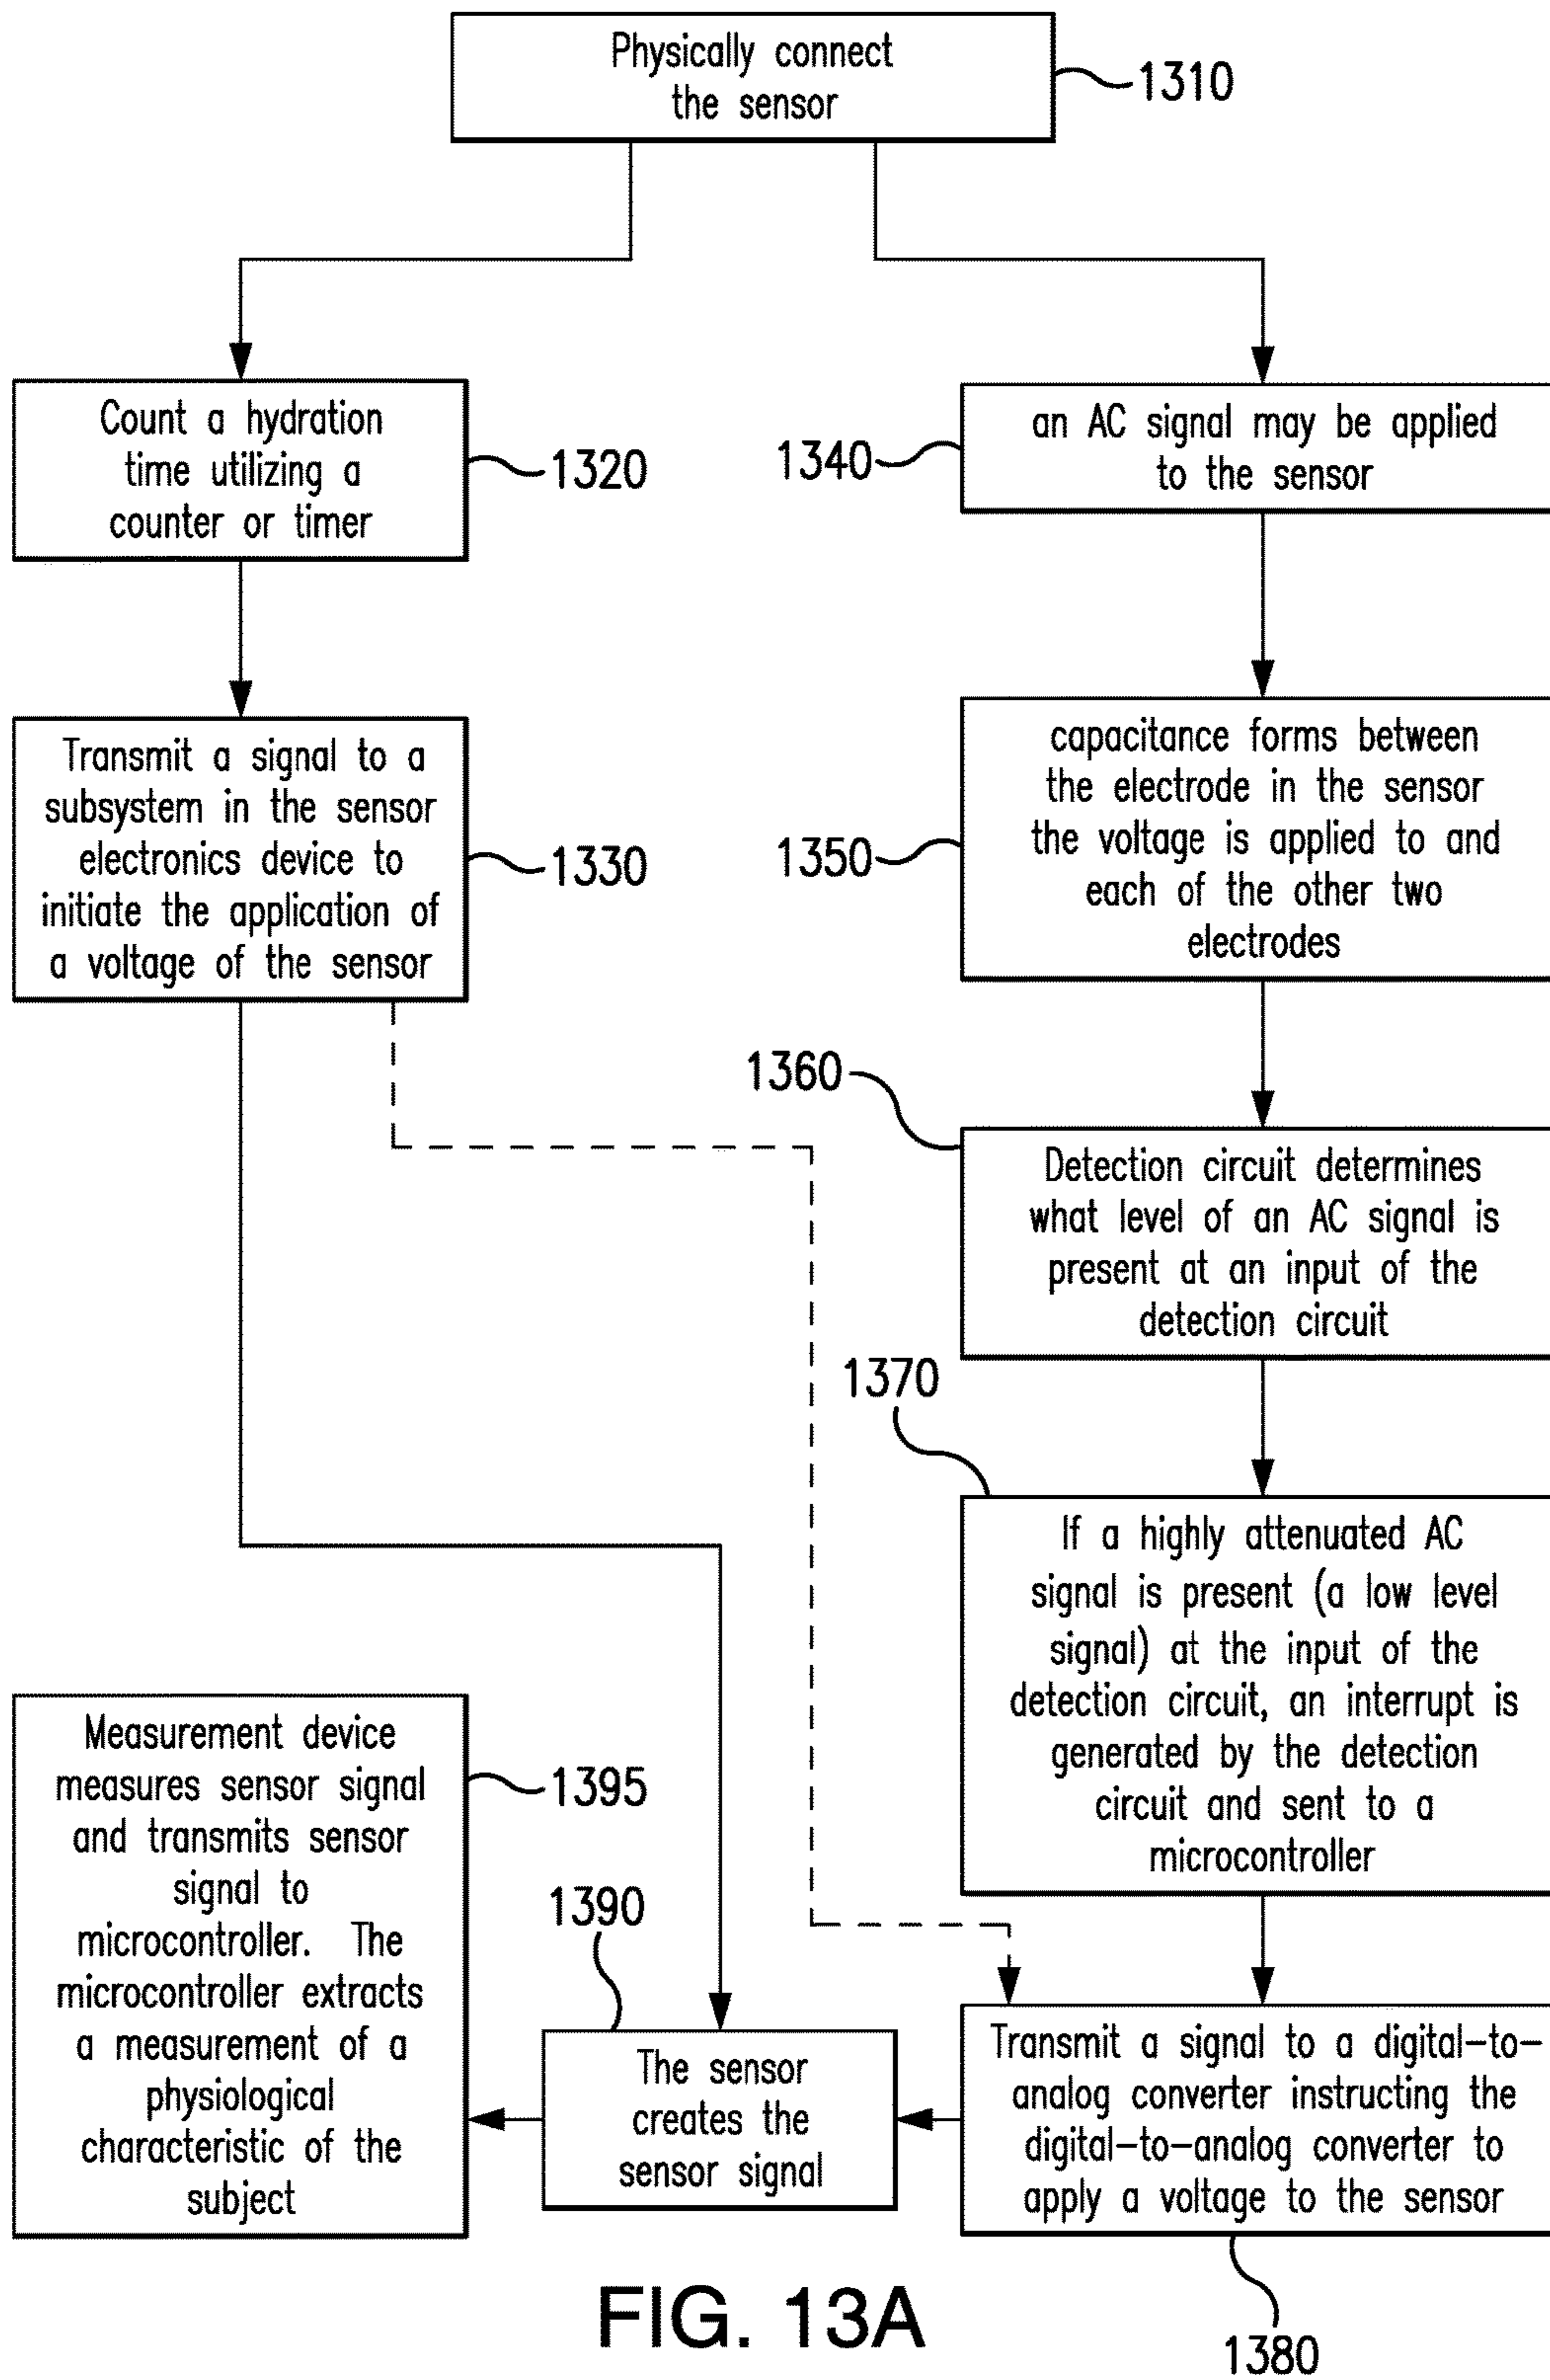 Physically connect
the sensor
1310
Count a hydration
time utilizing a
counter or timer
1320
1340
an AC signal may be applied
to the sensor
Transmit a signal to a
subsystem in the sensor
electronics device to
initiate the application of
a voltage of the sensor
1330
1350
capacitance forms between
the electrode in the sensor
the voltage is applied to and
each of the other two
electrodes
1360
Detection circuit determines
what level of an AC signal is
present at an input of the
detection circuit
1370
If a highly attenuated AC
signal is present (a low level
signal) at the input of the
detection circuit, an interrupt is
generated by the detection
circuit and sent to a
microcontroller
Measurement device
measures sensor signal
and transmits sensor
signal to
microcontroller. The
microcontroller extracts
a measurement of a
physiological
characteristic of the
subject
1395
1390
The sensor
creates the
sensor signal
Transmit a signal to a digital-to-
analog converter instructing the
digital-to-analog converter to
apply a voltage to the sensor
1380
FIG. 13A